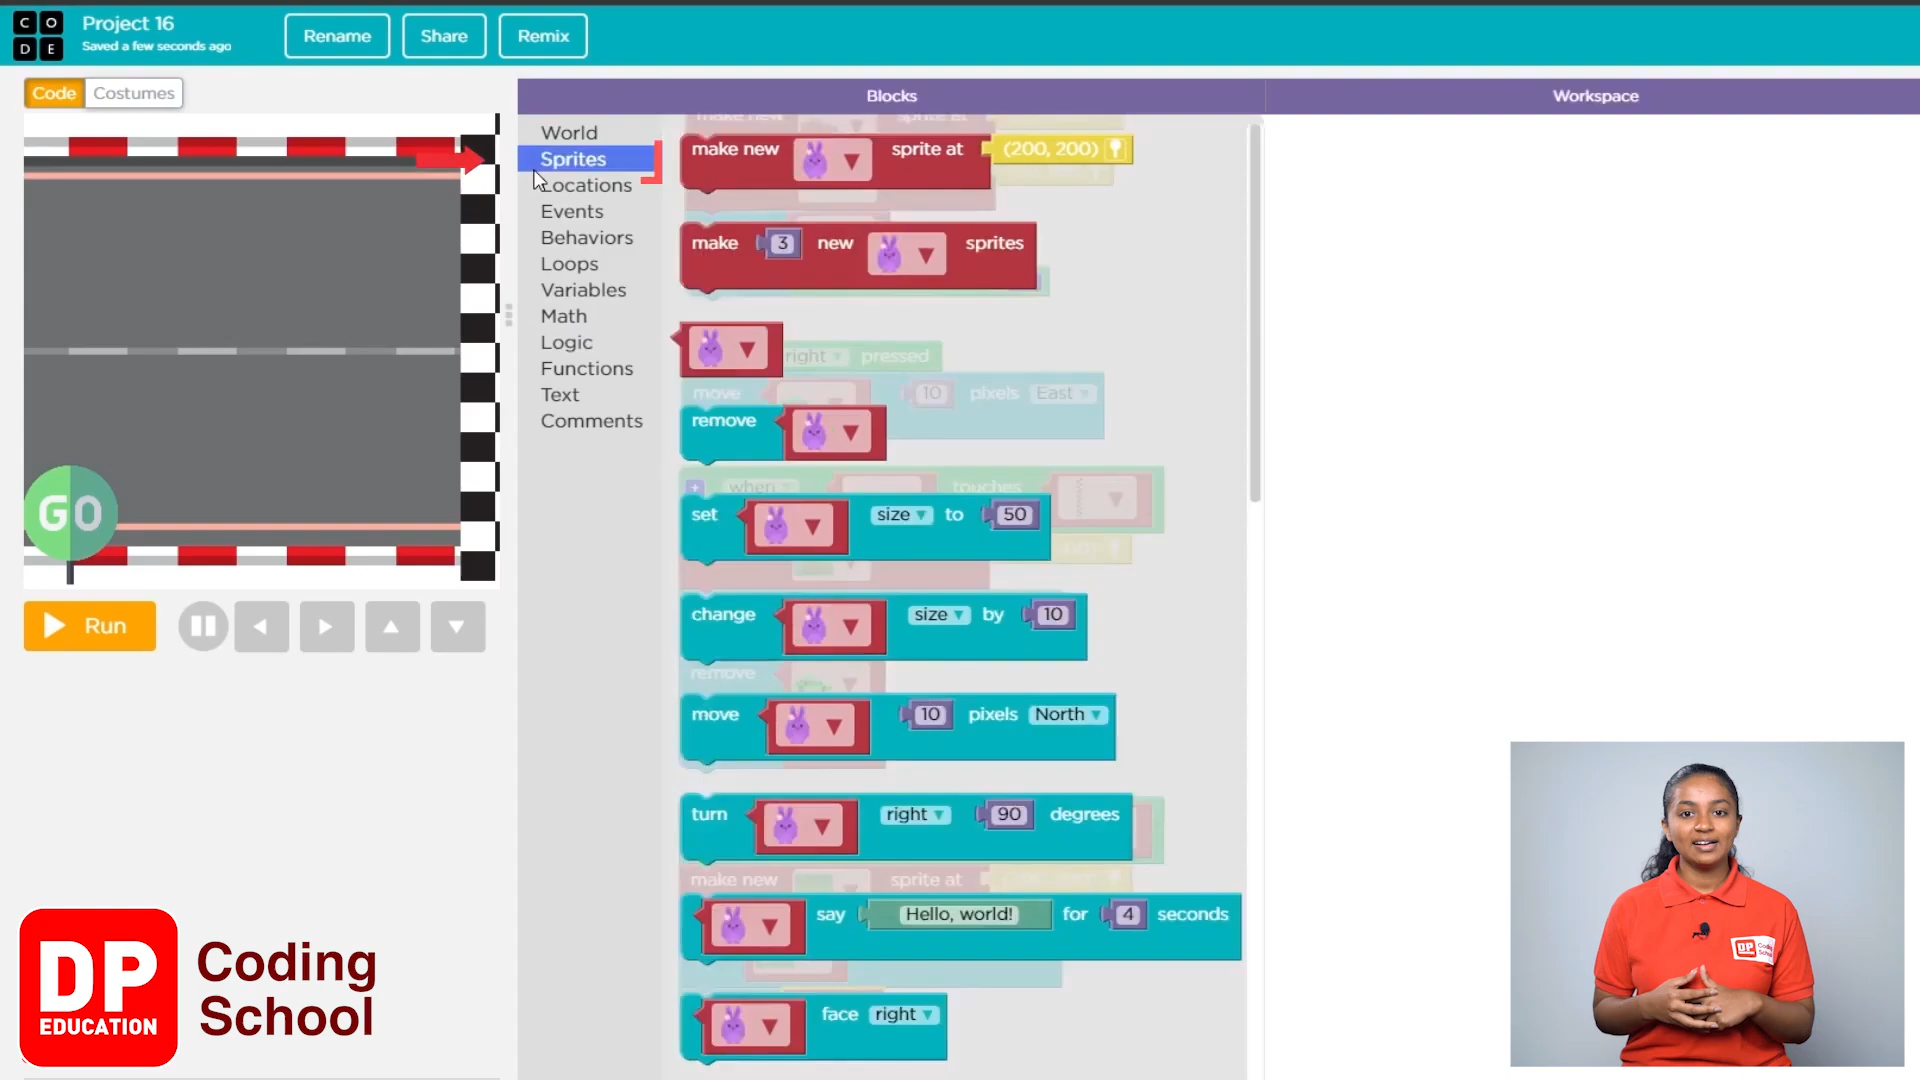 C O
D E
Project 16
Saved a few seconds ago
Rename
Share
Remix
Code
Costumes
Blocks
Workspace
World
Sprites
Locations
Events
Behaviors
Loops
Variables
Math
Logic
Functions
Text
Comments
make new sprite at (200, 200)
make 3 new sprites
right pressed
move 10 pixels East
remove
when touches
set size to 50
change size by 10
remove
move 10 pixels North
turn right 90 degrees
make new sprite at
say Hello, world! for 4 seconds
face right
GO
Run
DP
EDUCATION
Coding
School
DP Coding
School